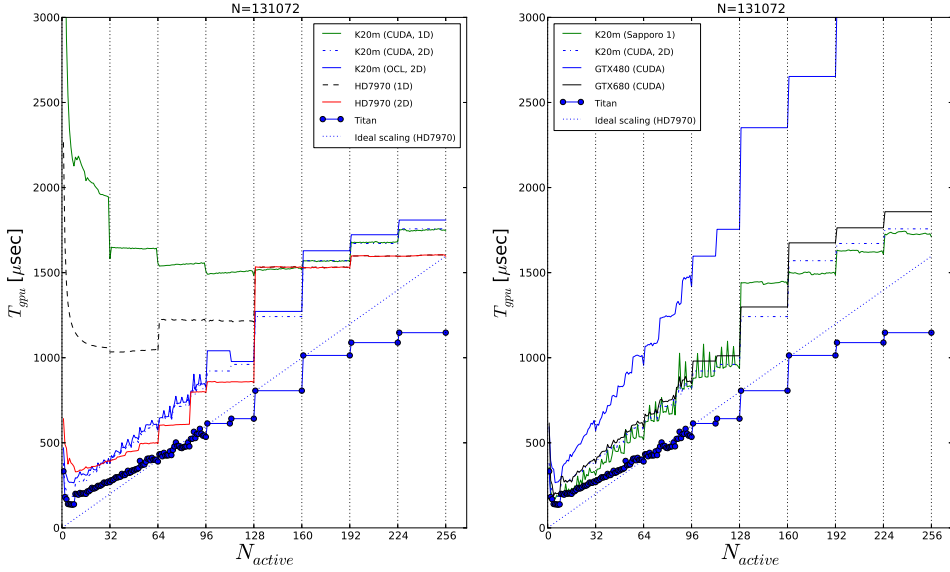 N=131072
3000
2500
2000
1500
1000
500
0
T_gpu [μsec]
K20m (CUDA, 1D)
K20m (CUDA, 2D)
K20m (OCL, 2D)
HD7970 (1D)
HD7970 (2D)
Titan
Ideal scaling (HD7970)
0 32 64 96 128 160 192 224 256
N_active
N=131072
3000
2500
2000
1500
1000
500
0
T_gpu [μsec]
K20m (Sapporo 1)
K20m (CUDA, 2D)
GTX480 (CUDA)
GTX680 (CUDA)
Titan
Ideal scaling (HD7970)
0 32 64 96 128 160 192 224 256
N_active